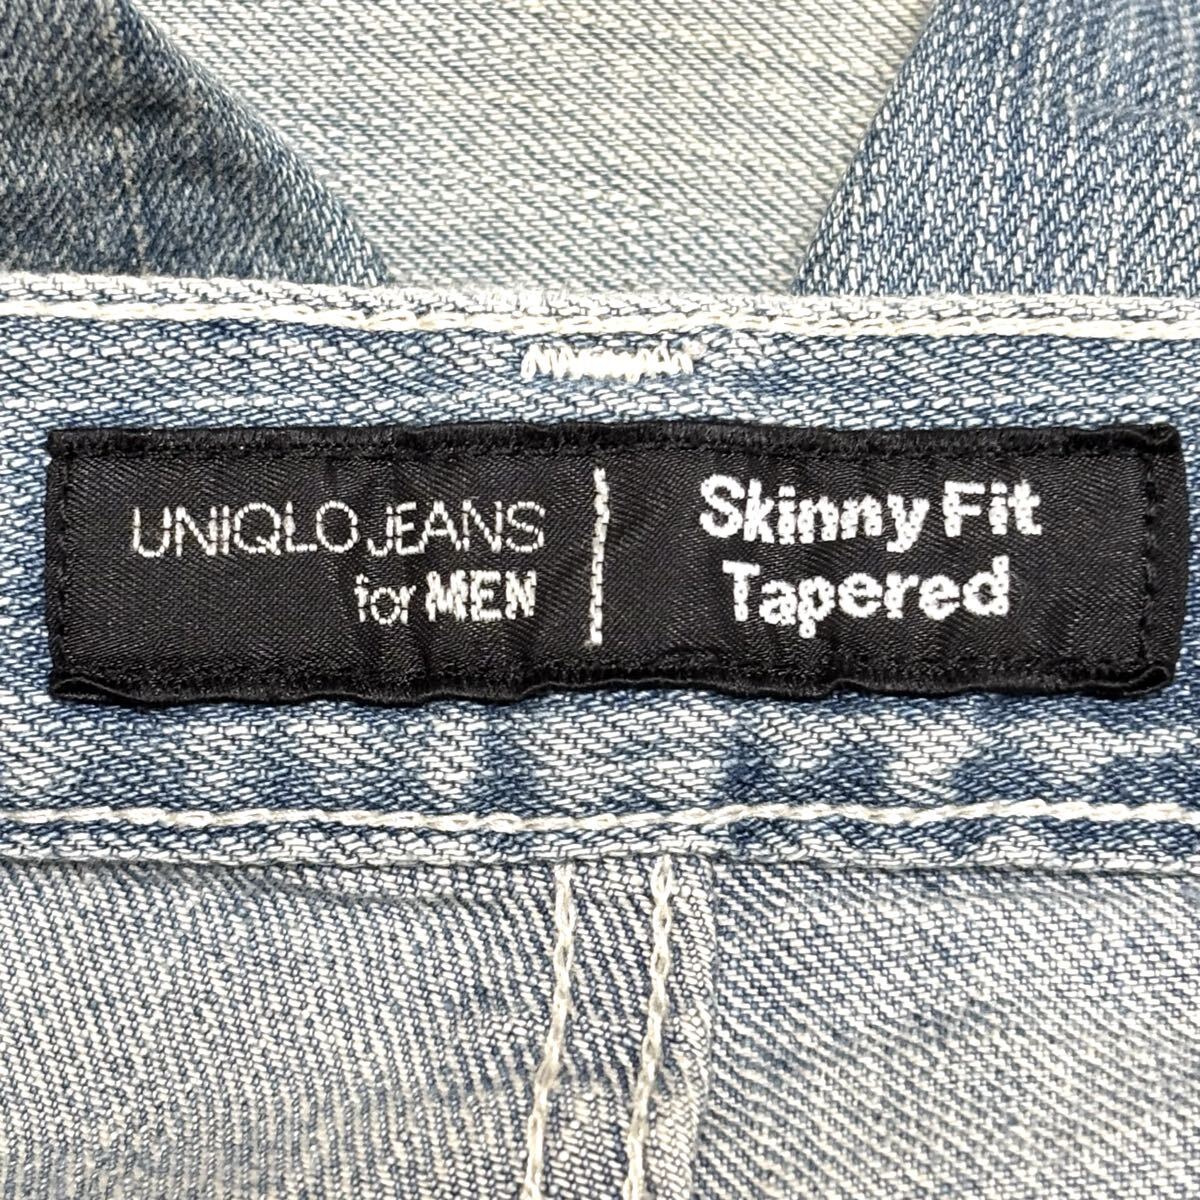 UNIQLO JEANS
for MEN
Skinny Fit
Tapered